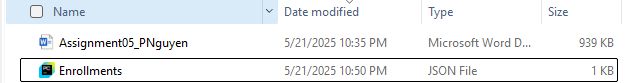 Name Date modified Type Size
Assignment05_PNguyen 5/21/2025 10:35 PM Microsoft Word D... 939 KB
Enrollments 5/21/2025 10:50 PM JSON File 1 KB